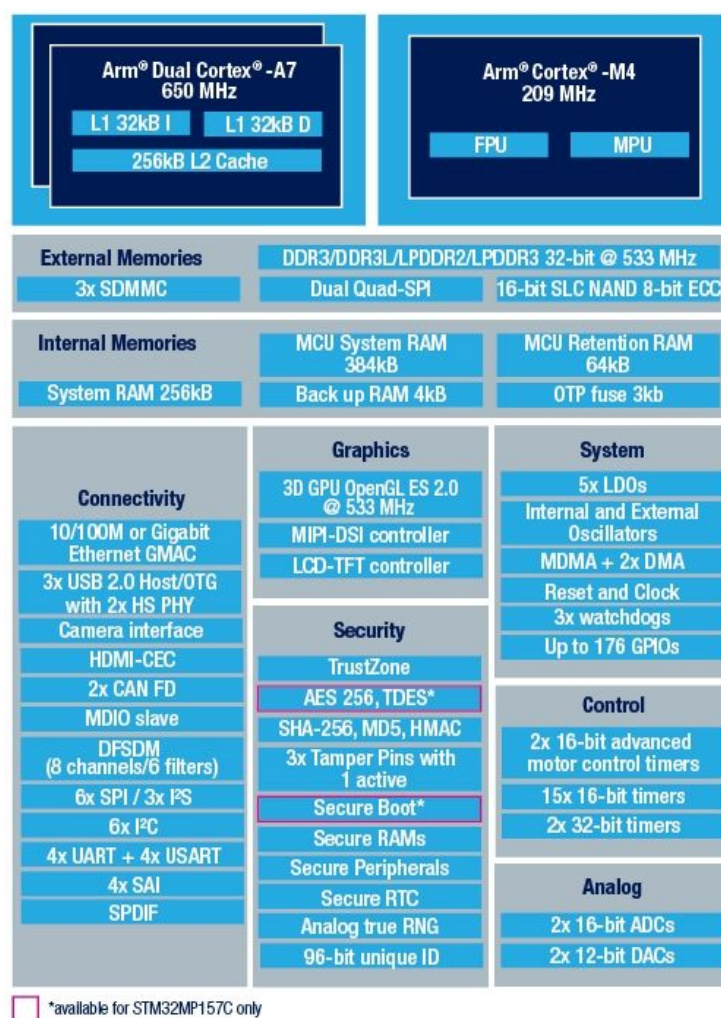 Arm® Dual Cortex® -A7
650 MHz
L1 32kB I
L1 32kB D
256kB L2 Cache
Arm® Cortex® -M4
209 MHz
FPU
MPU
External Memories
DDR3/DDR3L/LPDDR2/LPDDR3 32-bit @ 533 MHz
3x SDMMC
Dual Quad-SPI
16-bit SLC NAND 8-bit ECC
Internal Memories
MCU System RAM
384kB
MCU Retention RAM
64kB
System RAM 256kB
Back up RAM 4kB
OTP fuse 3kb
Connectivity
10/100M or Gigabit
Ethernet GMAC
3x USB 2.0 Host/OTG
with 2x HS PHY
Camera interface
HDMI-CEC
2x CAN FD
MDIO slave
DFSDM
(8 channels/6 filters)
6x SPI / 3x I²S
6x I²C
4x UART + 4x USART
4x SAI
SPDIF
Graphics
3D GPU OpenGL ES 2.0
@ 533 MHz
MIPI-DSI controller
LCD-TFT controller
Security
TrustZone
AES 256, TDES*
SHA-256, MD5, HMAC
3x Tamper Pins with
1 active
Secure Boot*
Secure RAMs
Secure Peripherals
Secure RTC
Analog true RNG
96-bit unique ID
System
5x LDOs
Internal and External
Oscillators
MDMA + 2x DMA
Reset and Clock
3x watchdogs
Up to 176 GPIOs
Control
2x 16-bit advanced
motor control timers
15x 16-bit timers
2x 32-bit timers
Analog
2x 16-bit ADCs
2x 12-bit DACs
*available for STM32MP157C only